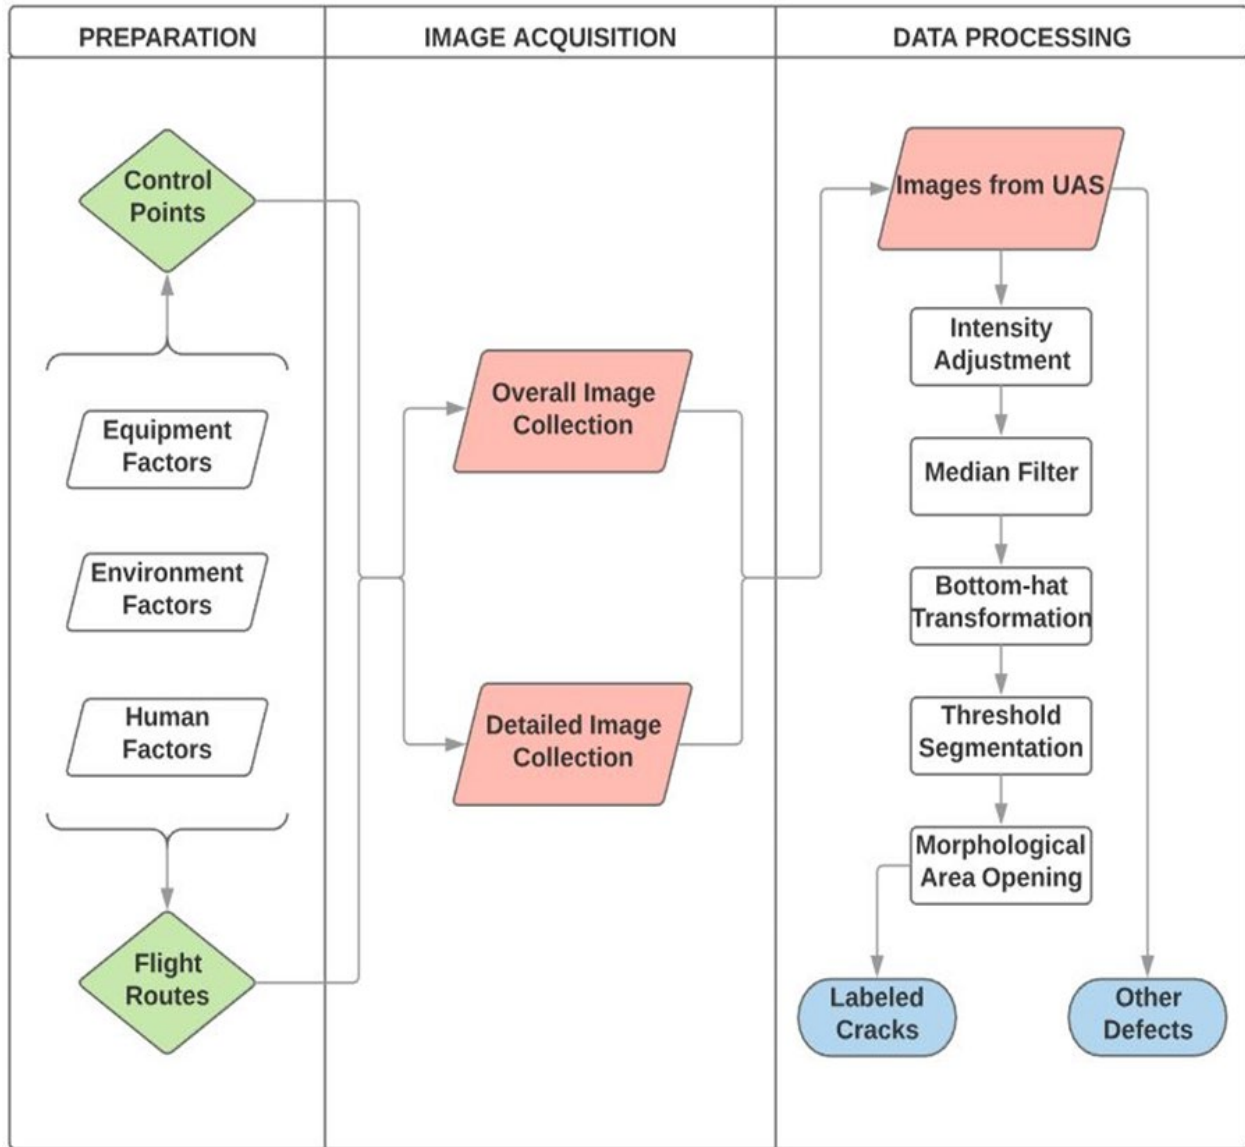 PREPARATION
IMAGE ACQUISITION
DATA PROCESSING
Control
Points
Equipment
Factors
Environment
Factors
Human
Factors
Flight
Routes
Overall Image
Collection
Detailed Image
Collection
Images from UAS
Intensity
Adjustment
Median Filter
Bottom-hat
Transformation
Threshold
Segmentation
Morphological
Area Opening
Labeled
Cracks
Other
Defects